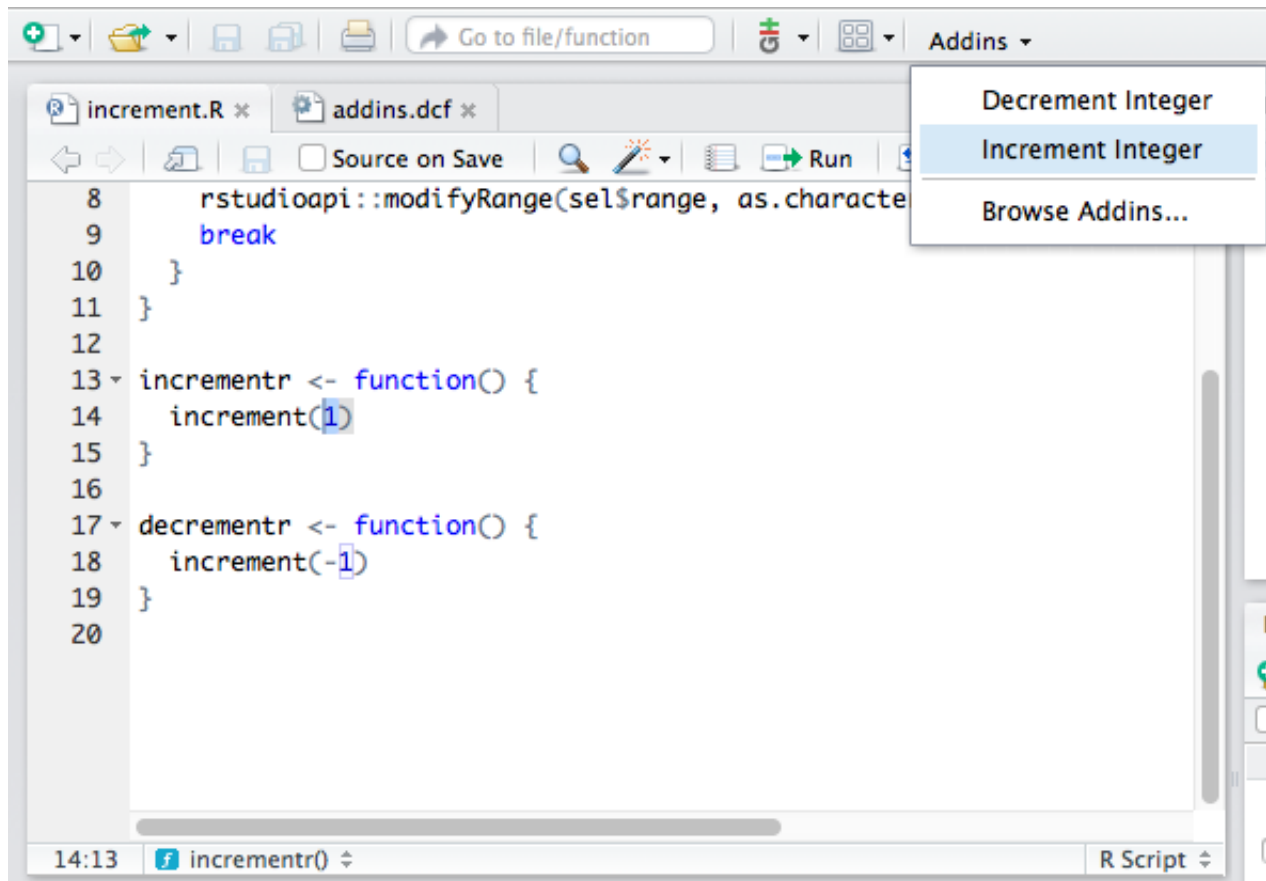 Go to file/function
Addins
increment.R
addins.dcf
Decrement Integer
Source on Save
Run
Increment Integer
8 rstudioapi::modifyRange(sel$range, as.character
Browse Addins...
9 break
10 }
11 }
12
13 incrementr <- function() {
14 increment(1)
15 }
16
17 decrementr <- function() {
18 increment(-1)
19 }
20
14:13 incrementr() R Script